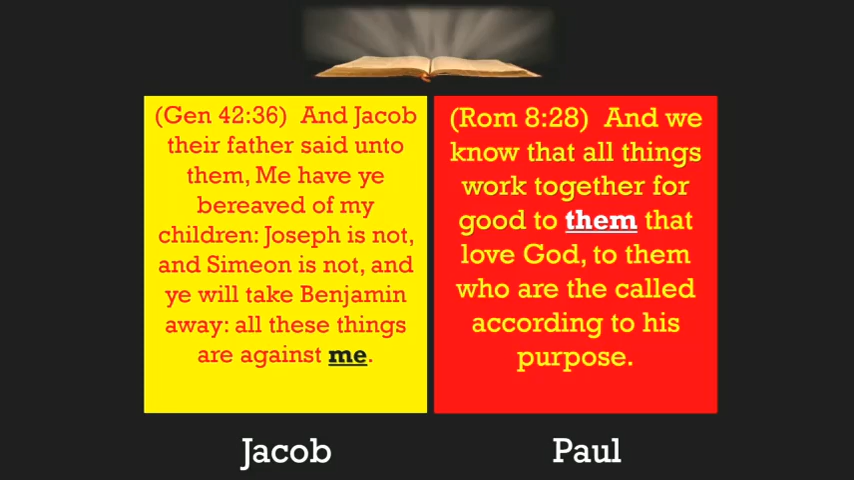 (Gen 42:36)  And Jacob
their father said unto
them, Me have ye
bereaved of my
children: Joseph is not,
and Simeon is not, and
ye will take Benjamin
away: all these things
are against me.
(Rom 8:28)  And we
know that all things
work together for
good to them that
love God, to them
who are the called
according to his
purpose.
Jacob
Paul